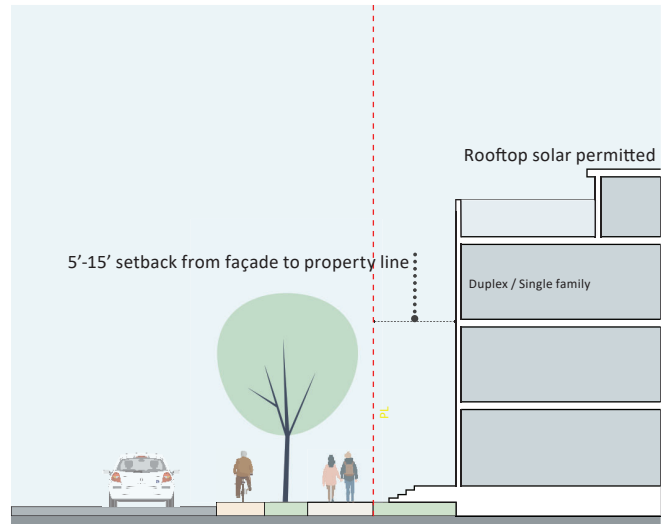 Rooftop solar permitted
5’-15’ setback from façade to property line
Duplex / Single family
PL